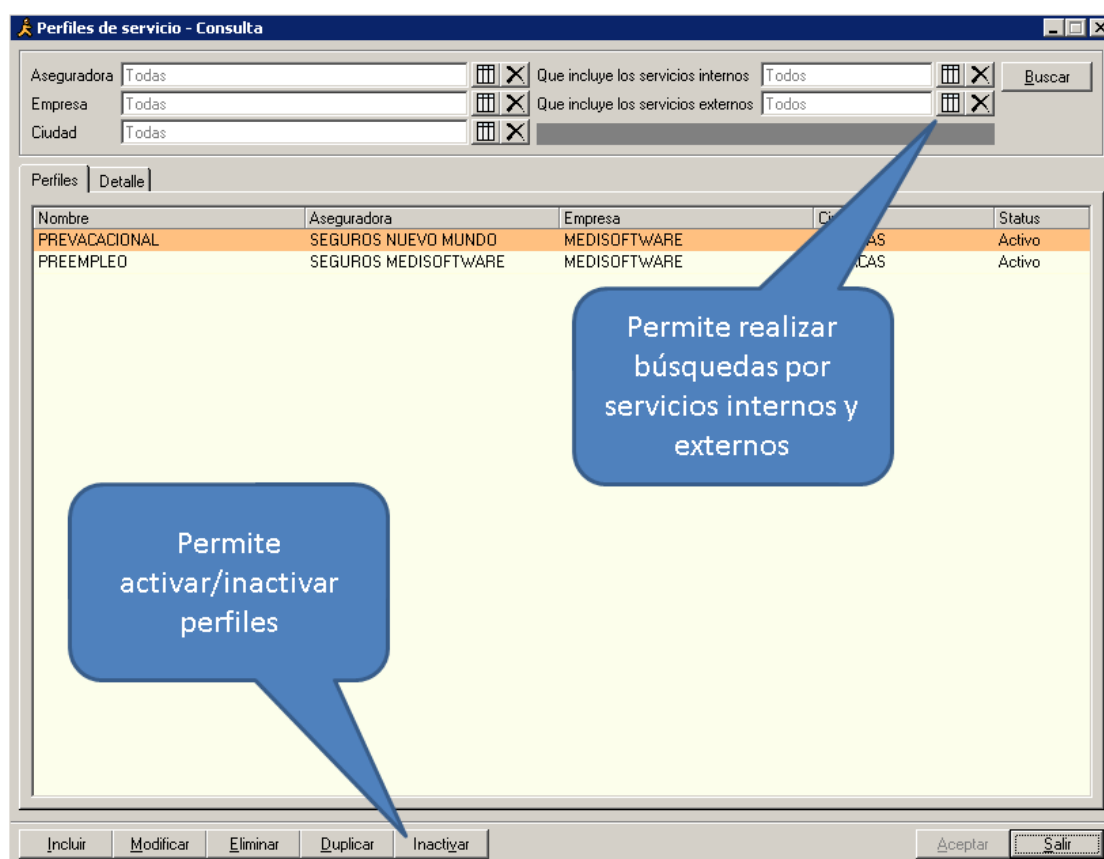 Perfiles de servicio - Consulta
Aseguradora Todas Que incluye los servicios internos Todos Buscar
Empresa Todas Que incluye los servicios externos Todos
Ciudad Todas
Perfiles Detalle
Nombre Aseguradora Empresa Status
PREVACACIONAL SEGUROS NUEVO MUNDO MEDISOFTWARE Activo
PREEMPLEO SEGUROS MEDISOFTWARE MEDISOFTWARE Activo
Permite realizar
búsquedas por
servicios internos y
externos
Permite
activar/inactivar
perfiles
Incluir Modificar Eliminar Duplicar Inactivar Aceptar Salir